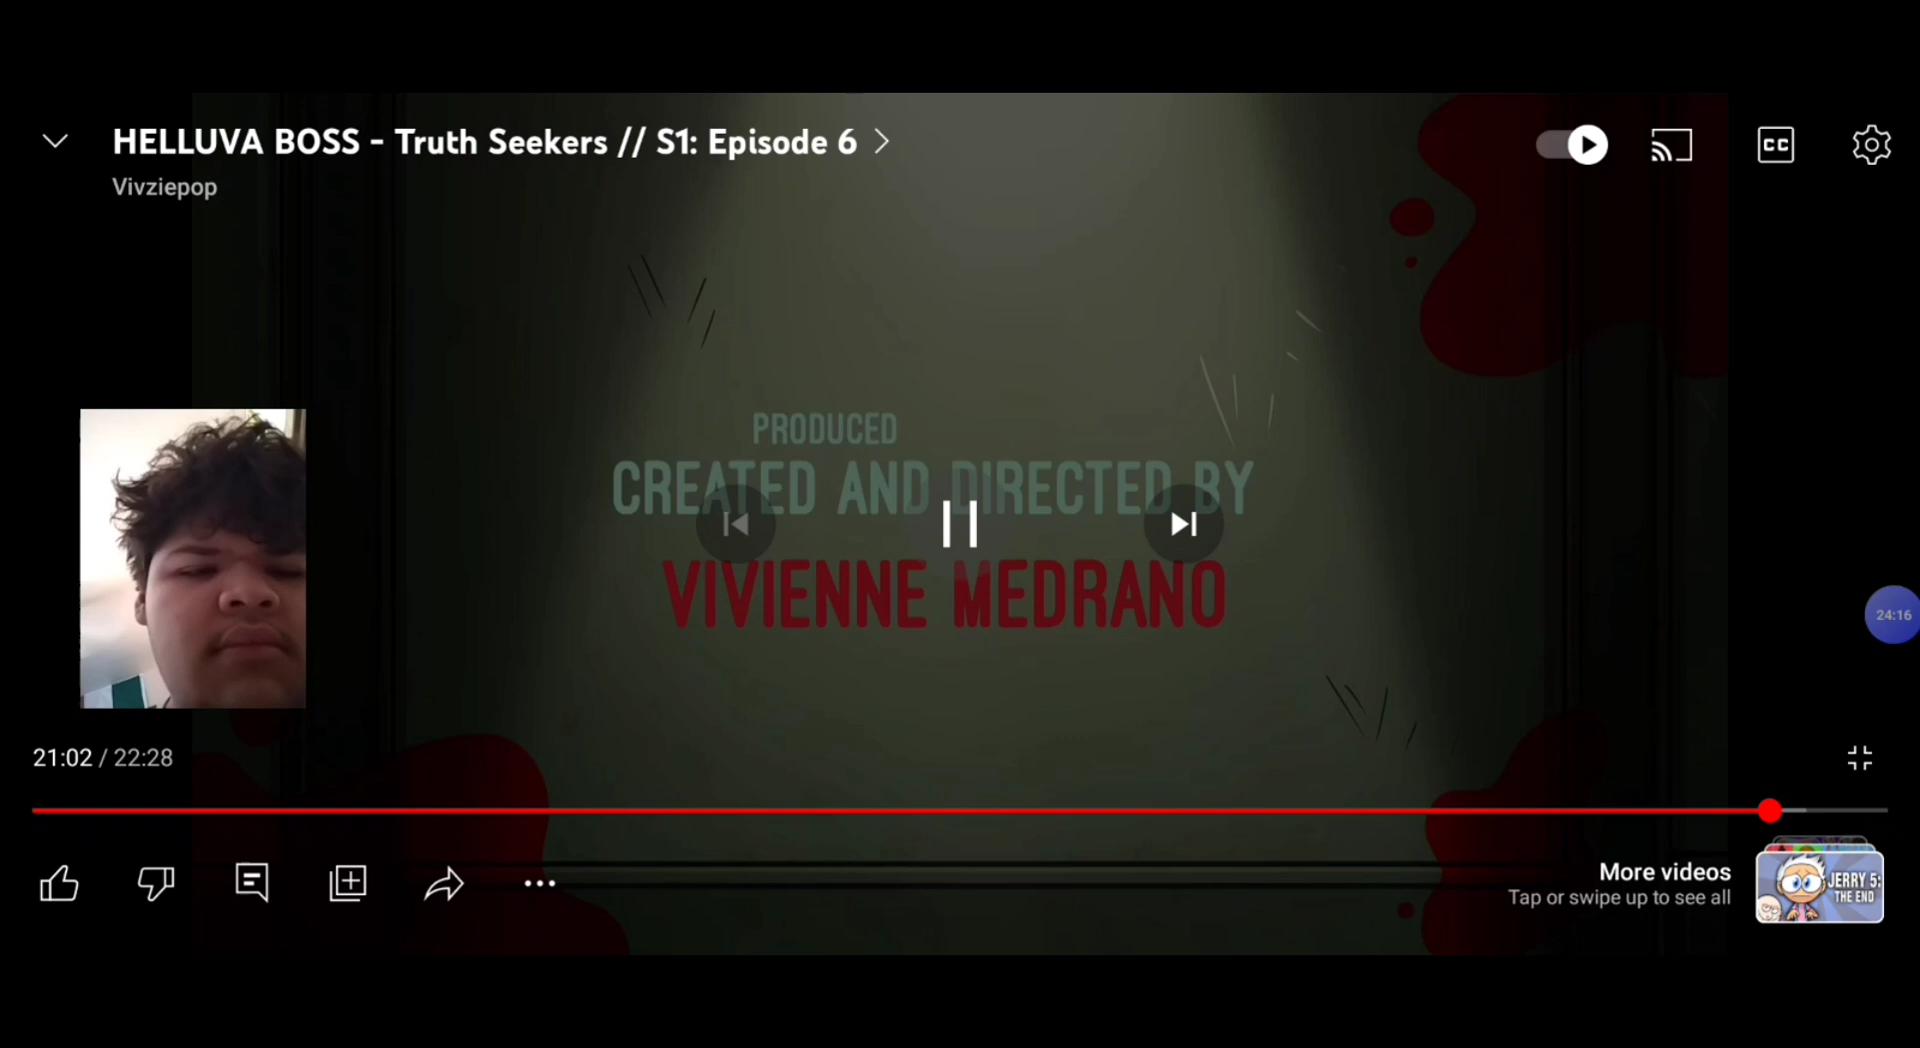 HELLUVA BOSS - Truth Seekers // S1: Episode 6
Vivziepop
CC
PRODUCED
CREATED AND DIRECTED BY
VIVIENNE MEDRANO
24:16
21:02 / 22:28
More videos
Tap or swipe up to see all
JERRY 5:
THE END